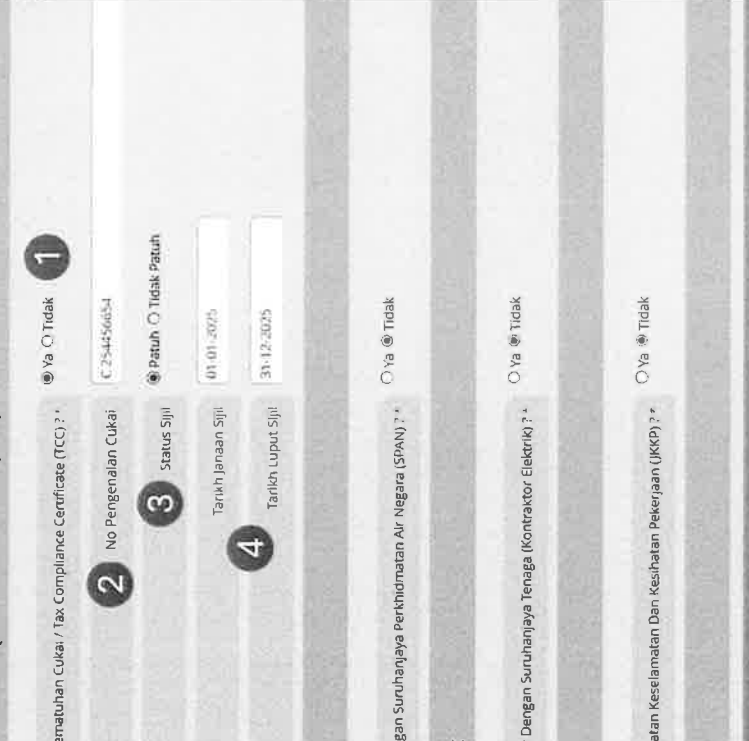 ematuhan Cukai / Tax Compliance Certificate (TCC) ? * Ya Tidak 1
2 No Pengenalan Cukai C 2544566654
3 Status Sijil Patuh Tidak Patuh
Tarikh Janaan Sijil 01-01-2025
4 Tarikh Luput Sijil 31-12-2025
gan Suruhanjaya Perkhidmatan Air Negara (SPAN) ? * Ya Tidak
Dengan Suruhanjaya Tenaga (Kontraktor Elektrik) ? * Ya Tidak
atan Keselamatan Dan Kesihatan Pekerjaan (JKKP) ? * Ya Tidak